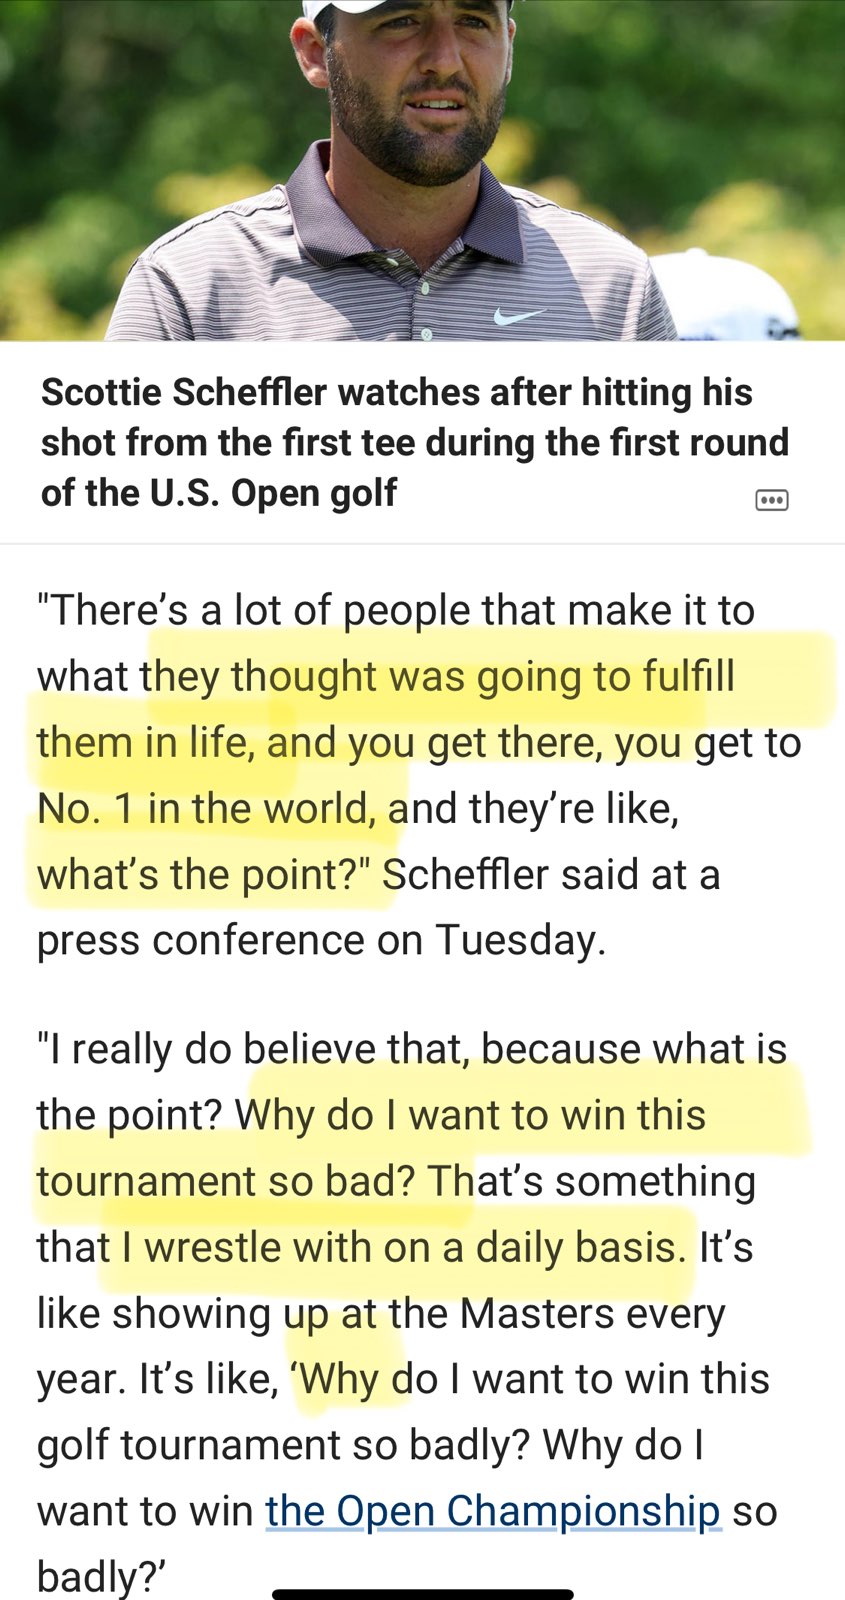 Scottie Scheffler watches after hitting his
shot from the first tee during the first round
of the U.S. Open golf
"There’s a lot of people that make it to
what they thought was going to fulfill
them in life, and you get there, you get to
No. 1 in the world, and they’re like,
what’s the point?" Scheffler said at a
press conference on Tuesday.
"I really do believe that, because what is
the point? Why do I want to win this
tournament so bad? That’s something
that I wrestle with on a daily basis. It’s
like showing up at the Masters every
year. It’s like, ‘Why do I want to win this
golf tournament so badly? Why do I
want to win the Open Championship so
badly?’